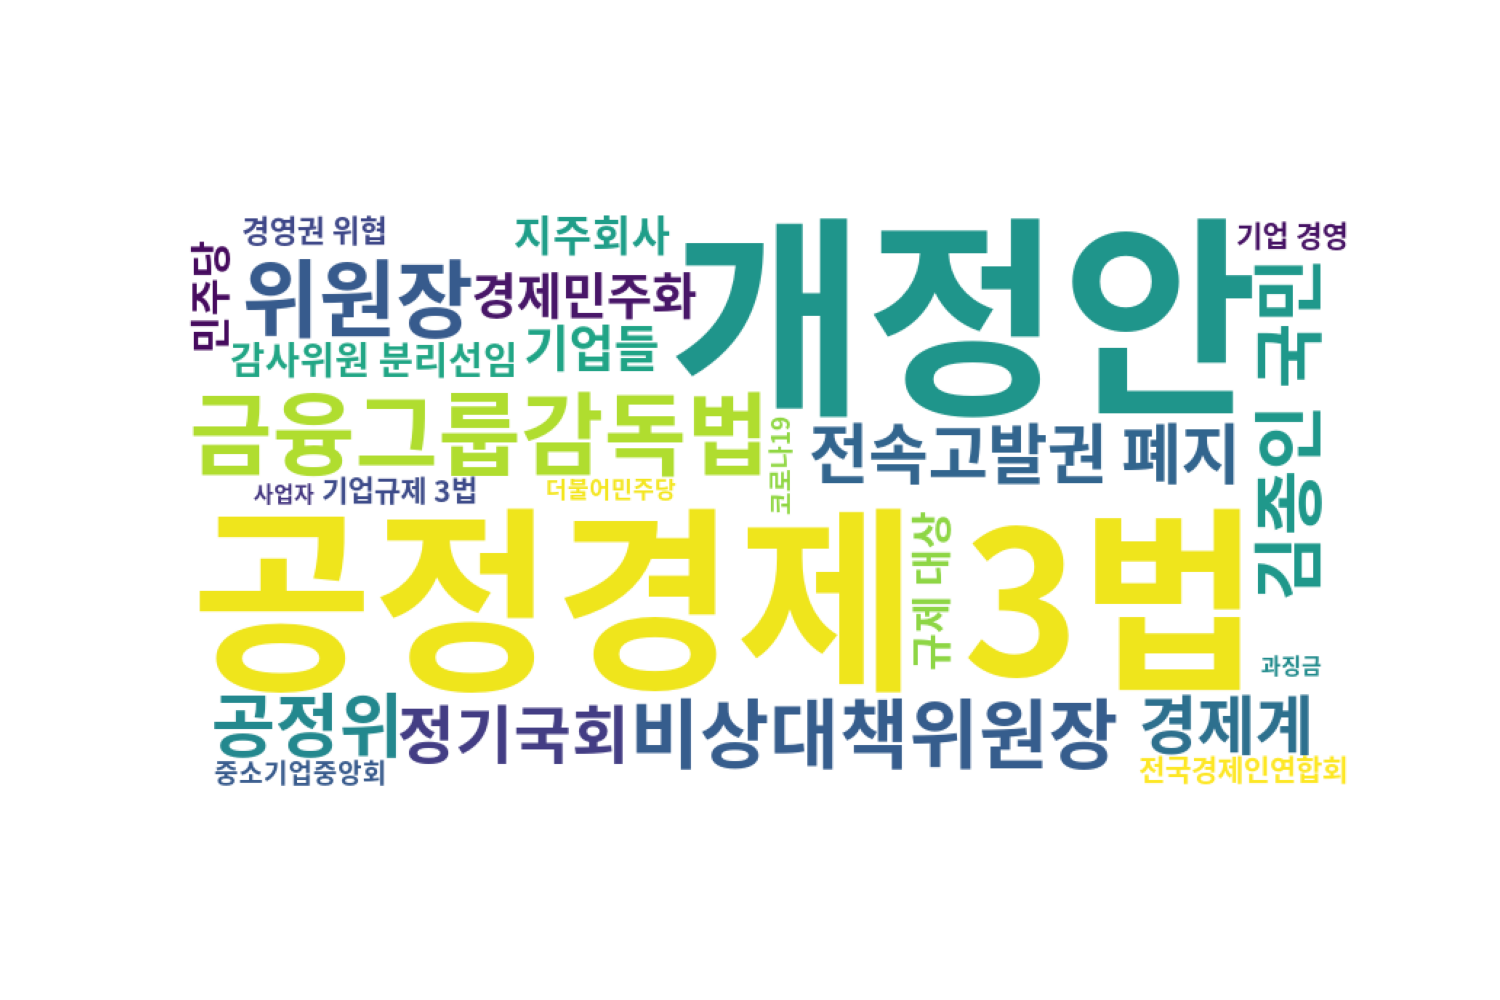 경영권 위협
지주회사
개정안
기업 경영
민주당
위원장
경제민주화
기업들
감사위원 분리선임
김종인 국민
금융그룹감독법
코로나19
전속고발권 폐지
사업자
기업규제 3법
더불어민주당
공정경제 3법
규제 대상
과징금
공정위
정기국회
비상대책위원장
경제계
중소기업중앙회
전국경제인연합회